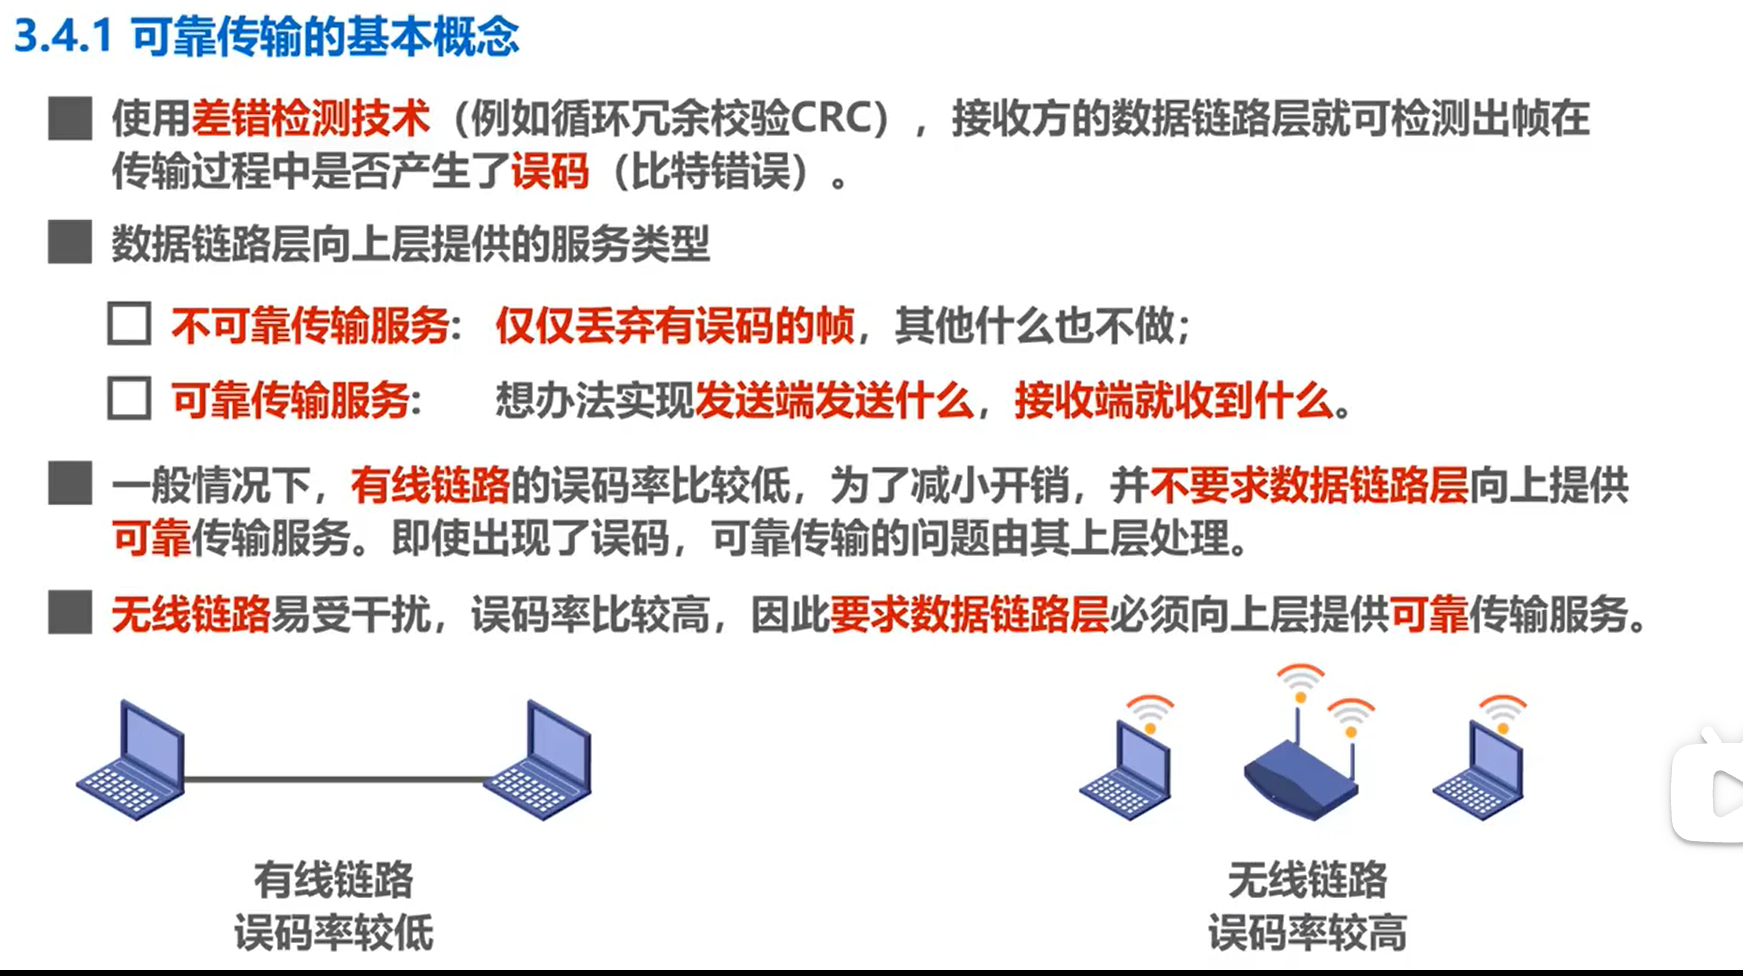 3.4.1 可靠传输的基本概念
使用差错检测技术（例如循环冗余校验CRC），接收方的数据链路层就可检测出帧在
传输过程中是否产生了误码（比特错误）。
数据链路层向上层提供的服务类型
不可靠传输服务: 仅仅丢弃有误码的帧，其他什么也不做；
可靠传输服务: 想办法实现发送端发送什么，接收端就收到什么。
一般情况下，有线链路的误码率比较低，为了减小开销，并不要求数据链路层向上提供
可靠传输服务。即使出现了误码，可靠传输的问题由其上层处理。
无线链路易受干扰，误码率比较高，因此要求数据链路层必须向上层提供可靠传输服务。
有线链路
误码率较低
无线链路
误码率较高